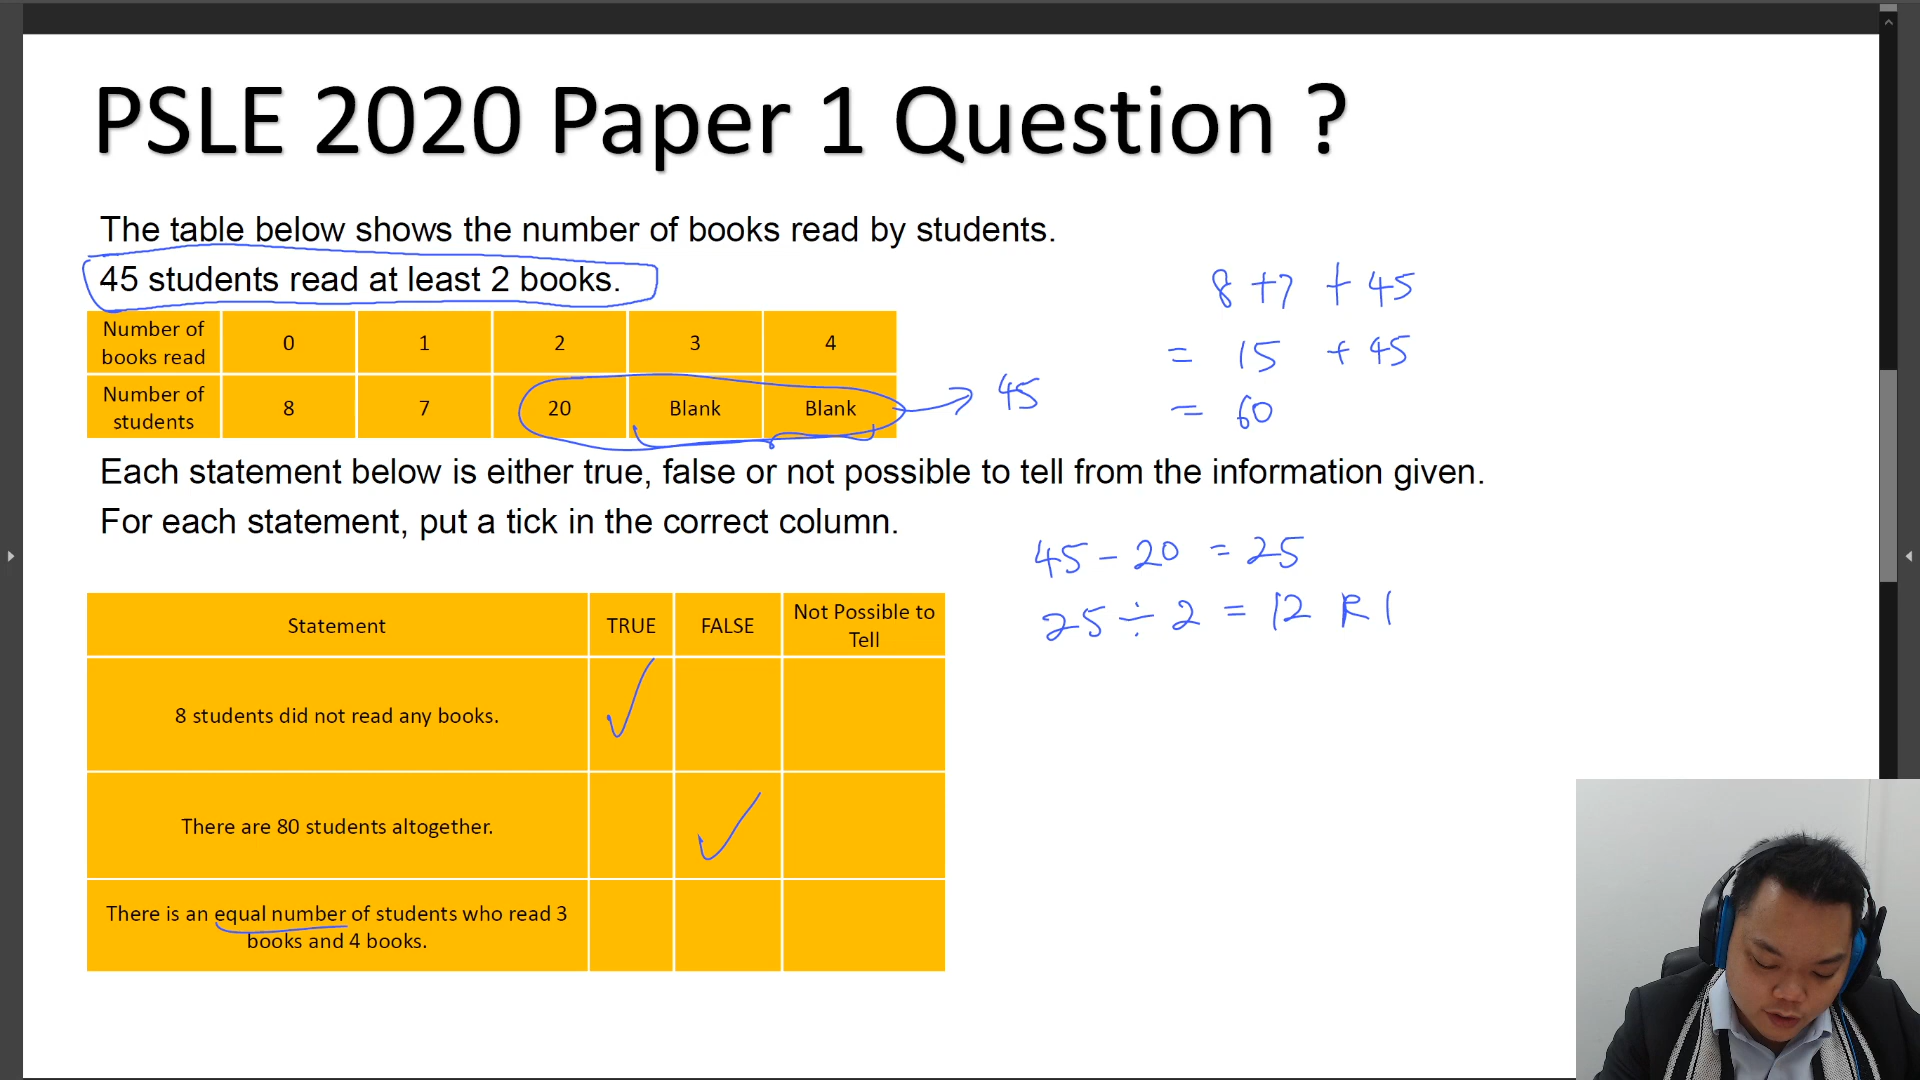 PSLE 2020 Paper 1 Question ?
The table below shows the number of books read by students.
45 students read at least 2 books.
Number of books read 0 1 2 3 4
Number of students 8 7 20 Blank Blank
→ 45
8 + 7 + 45
= 15 + 45
= 60
Each statement below is either true, false or not possible to tell from the information given.
For each statement, put a tick in the correct column.
45 - 20 = 25
25 ÷ 2 = 12 R 1
Statement TRUE FALSE Not Possible to Tell
8 students did not read any books. ✓
There are 80 students altogether. ✓
There is an equal number of students who read 3
books and 4 books.